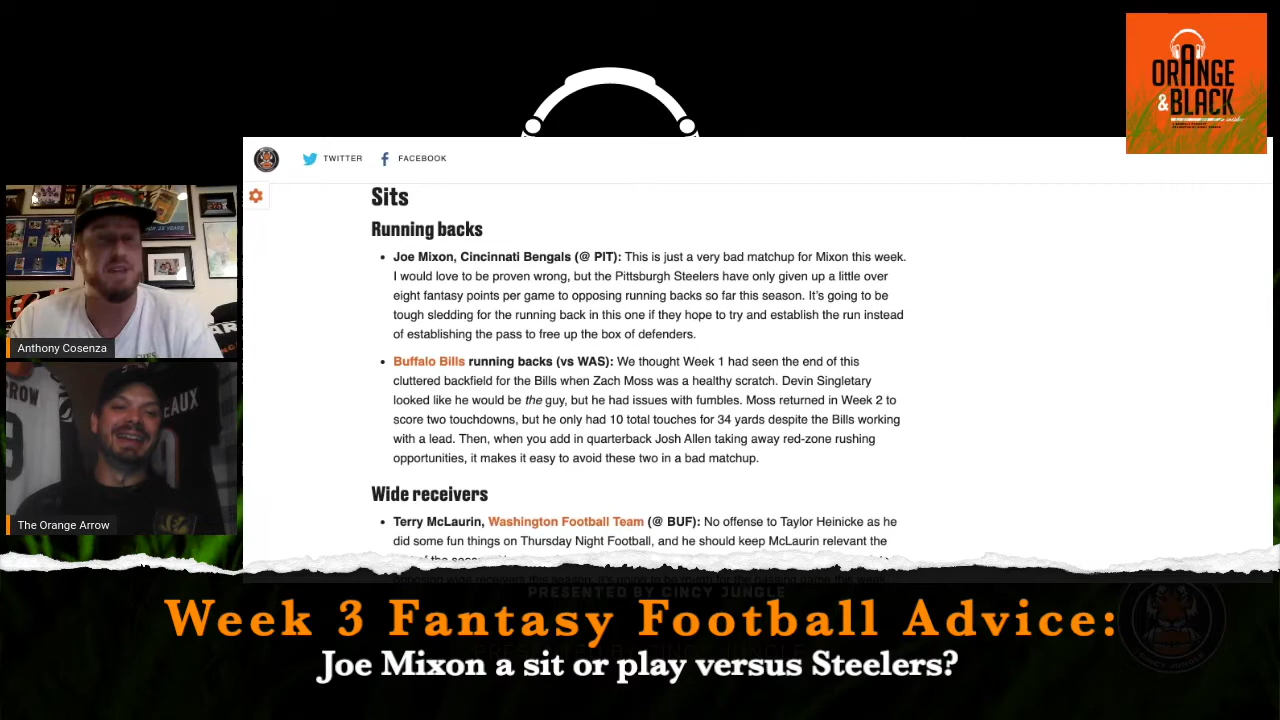 ORANGE
& BLACK
TWITTER
FACEBOOK
Sits
Running backs
• Joe Mixon, Cincinnati Bengals (@ PIT): This is just a very bad matchup for Mixon this week.
I would love to be proven wrong, but the Pittsburgh Steelers have only given up a little over
eight fantasy points per game to opposing running backs so far this season. It's going to be
tough sledding for the running back in this one if they hope to try and establish the run instead
of establishing the pass to free up the box of defenders.
• Buffalo Bills running backs (vs WAS): We thought Week 1 had seen the end of this
cluttered backfield for the Bills when Zach Moss was a healthy scratch. Devin Singletary
looked like he would be the guy, but he had issues with fumbles. Moss returned in Week 2 to
score two touchdowns, but he only had 10 total touches for 34 yards despite the Bills working
with a lead. Then, when you add in quarterback Josh Allen taking away red-zone rushing
opportunities, it makes it easy to avoid these two in a bad matchup.
Wide receivers
• Terry McLaurin, Washington Football Team (@ BUF): No offense to Taylor Heinicke as he
did some fun things on Thursday Night Football, and he should keep McLaurin relevant the
Anthony Cosenza
The Orange Arrow
PRESENTED BY CINCY JUNGLE
Week 3 Fantasy Football Advice:
Joe Mixon a sit or play versus Steelers?
CINCY JUNGLE